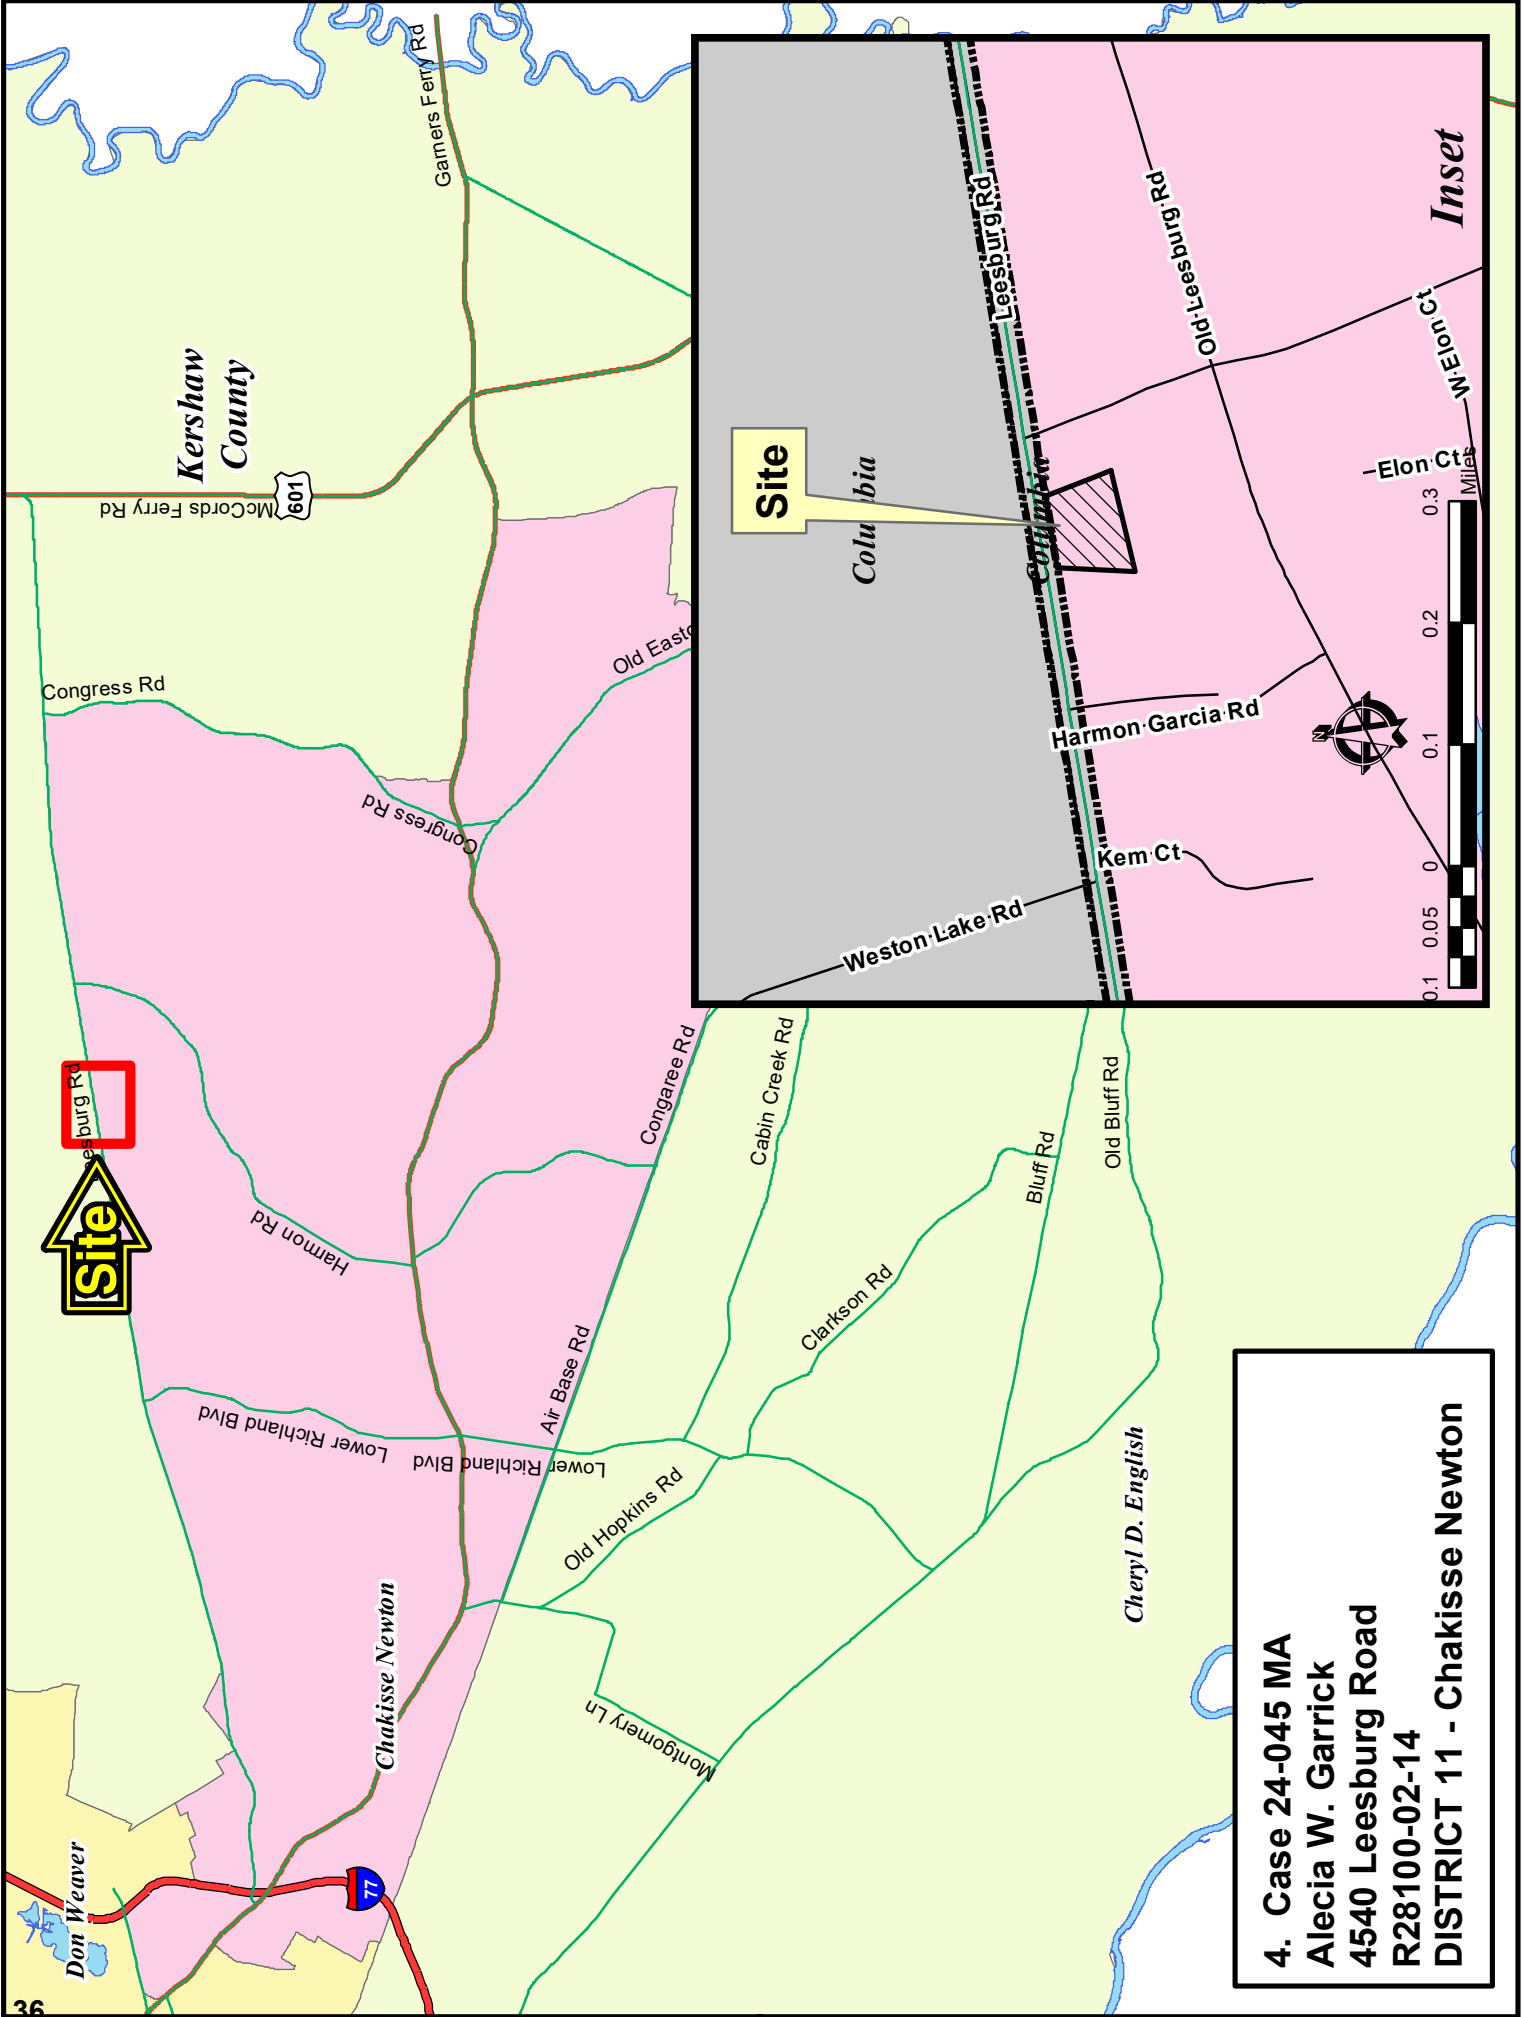 36
Don Weaver
77
Chakisse Newton
Site
Leesburg Rd
Lower Richland Blvd
Lower Richland Blvd
Harmon Rd
Congress Rd
Congress Rd
McCords Ferry Rd
601
Kershaw
County
Garners Ferry Rd
Air Base Rd
Congaree Rd
Old Hopkins Rd
Montgomery Ln
Cabin Creek Rd
Clarkson Rd
Bluff Rd
Old Bluff Rd
Cheryl D. English
Site
Columbia
Columbia
Leesburg Rd
Old Leesburg Rd
Weston Lake Rd
Kem Ct
Harmon Garcia Rd
Elon Ct
W Elon Ct
N
0.1 0.05 0 0.1 0.2 0.3
Miles
Inset
4. Case 24-045 MA
Alecia W. Garrick
4540 Leesburg Road
R28100-02-14
DISTRICT 11 - Chakisse Newton